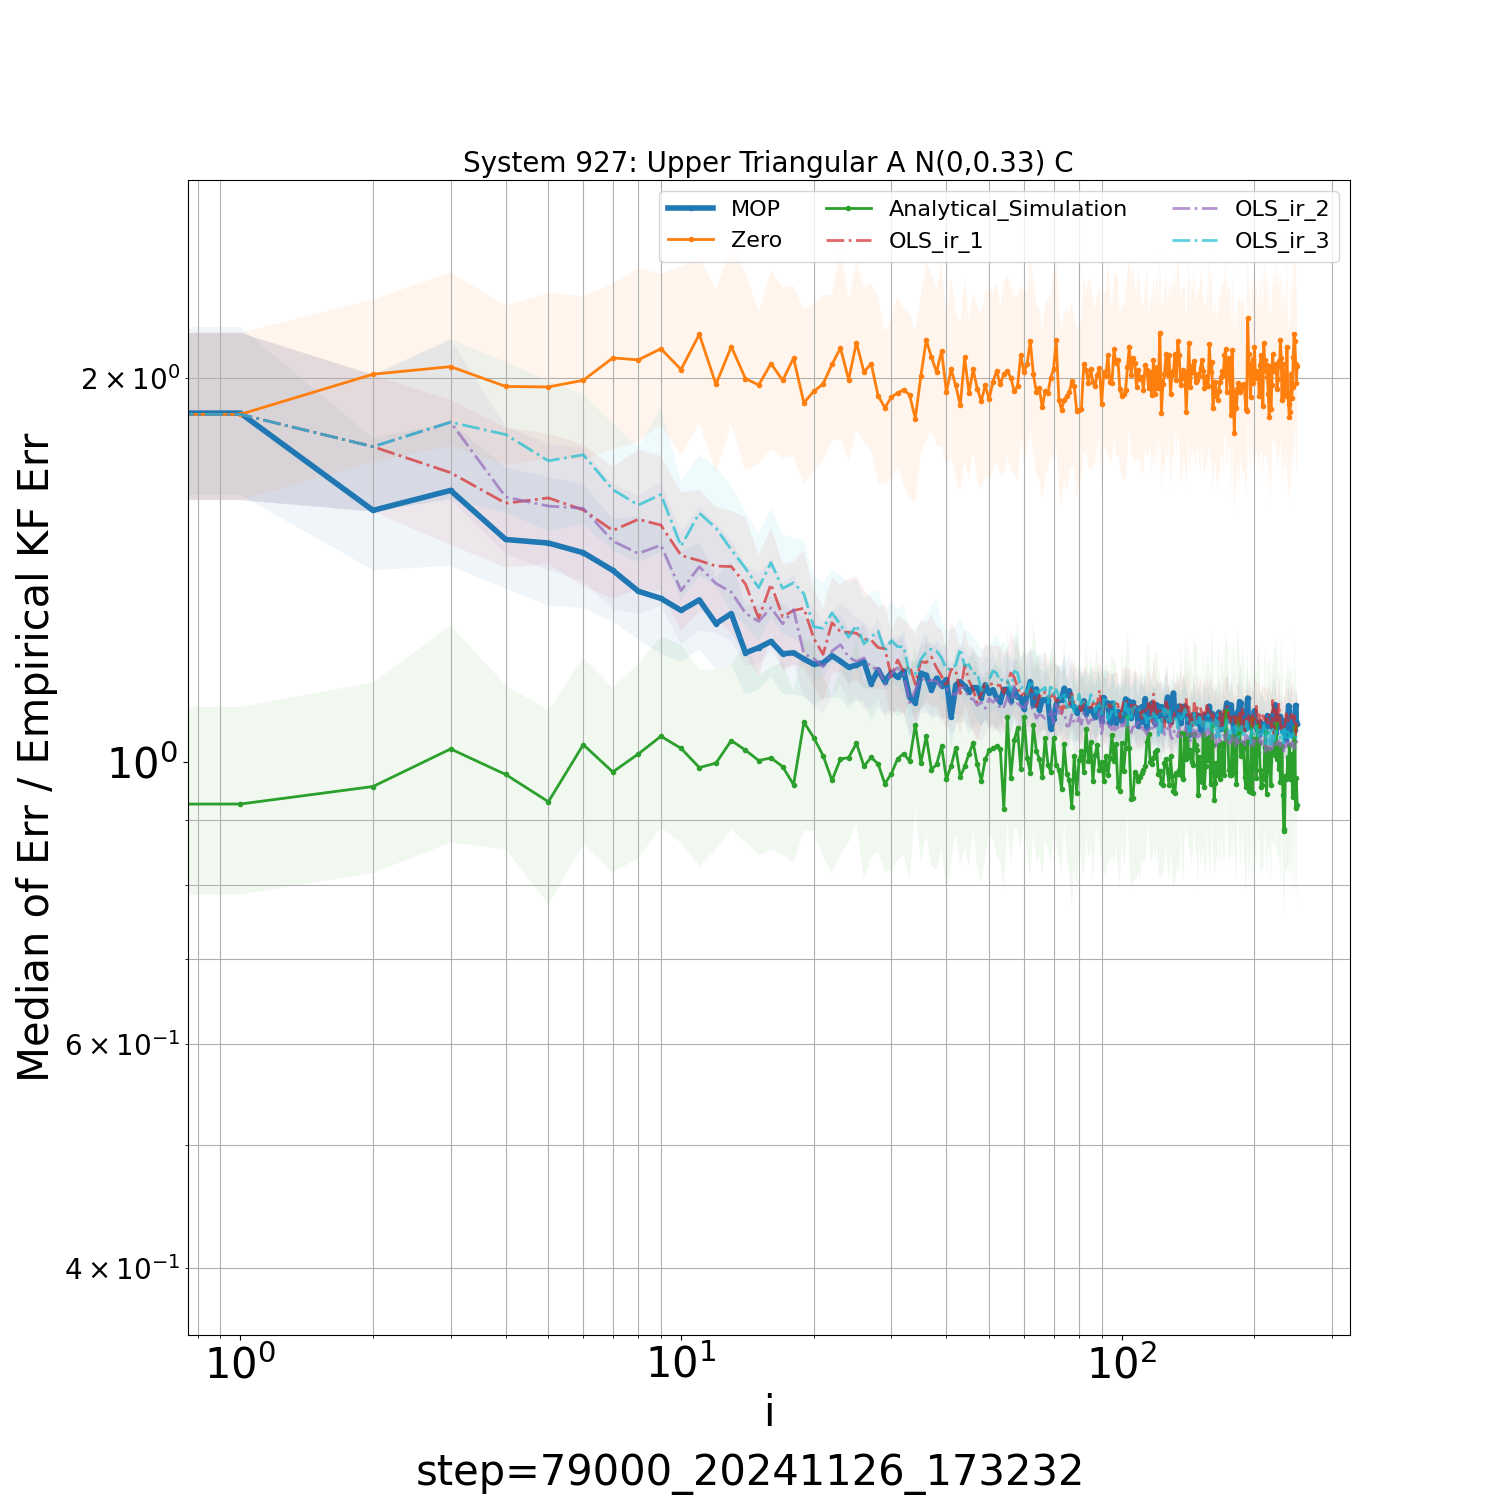 System 927: Upper Triangular A N(0,0.33) C
MOP
Zero
Analytical_Simulation
OLS_ir_1
OLS_ir_2
OLS_ir_3
Median of Err / Empirical KF Err
2 × 10⁰
10⁰
6 × 10⁻¹
4 × 10⁻¹
10⁰ 10¹ 10²
i
step=79000_20241126_173232